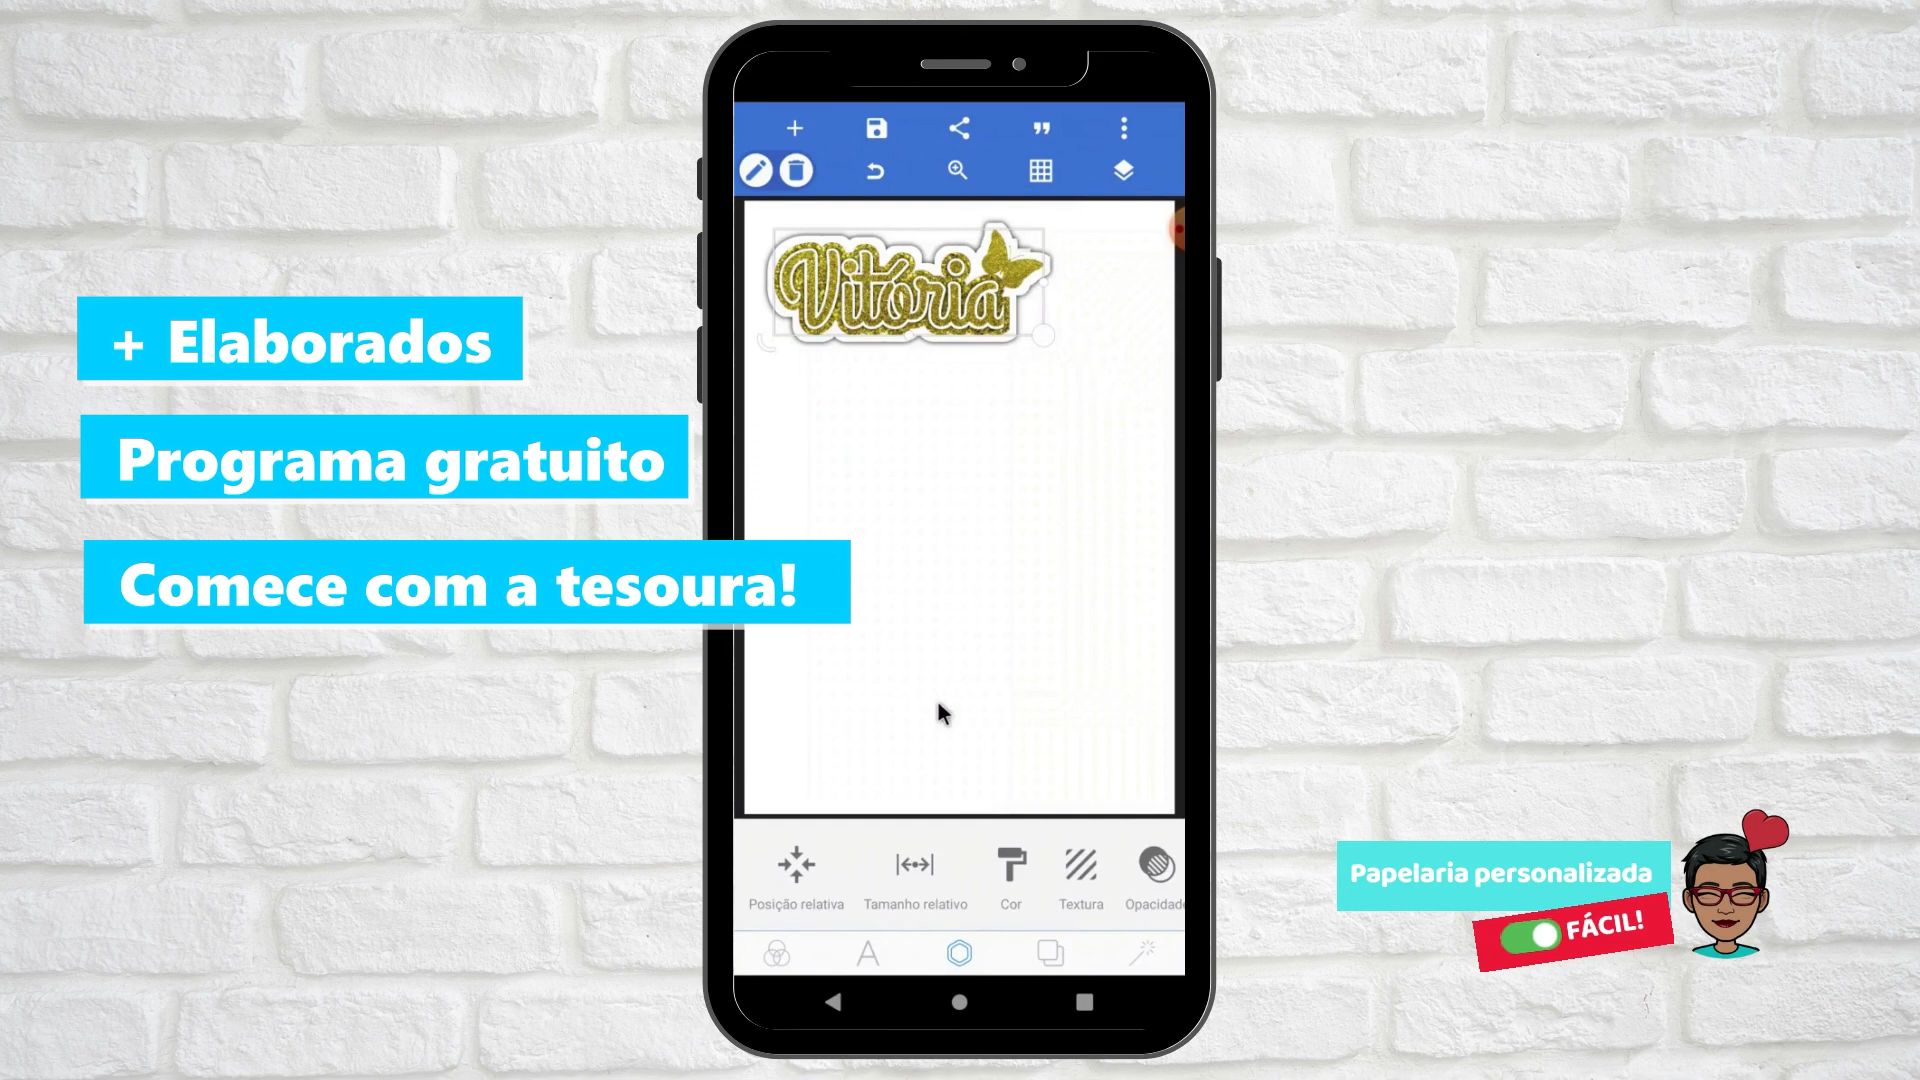 + Elaborados
Programa gratuito
Comece com a tesoura!
Vitória
Posição relativa
Tamanho relativo
Cor
Textura
Opacidad
A
Papelaria personalizada
FÁCIL!